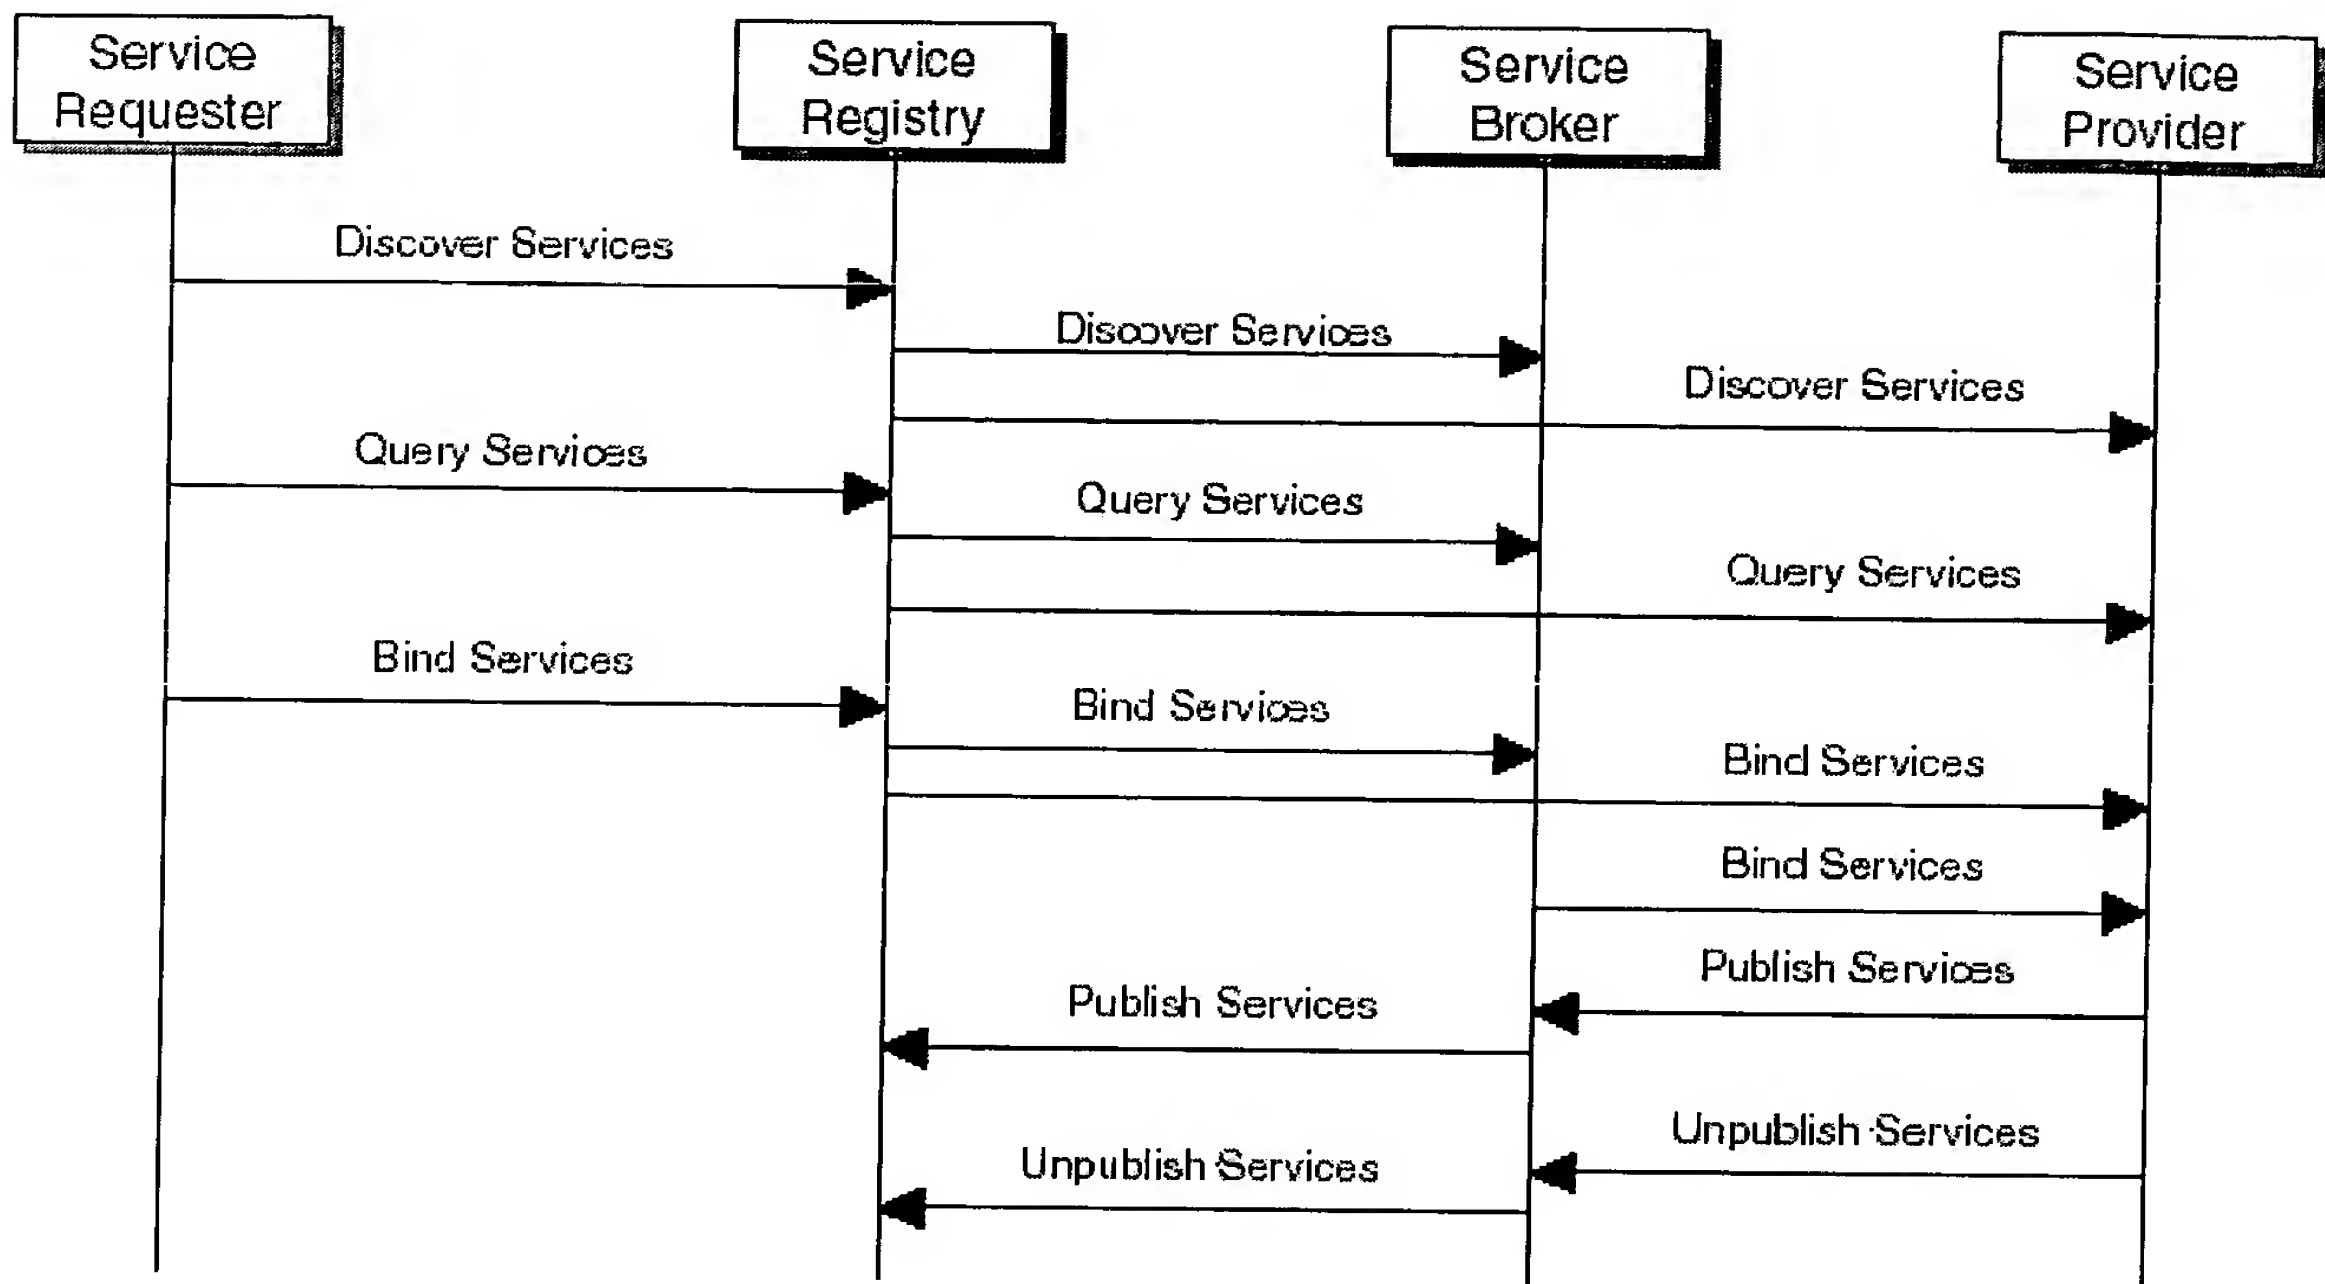 Service
Requester
Service
Registry
Service
Broker
Service
Provider
Discover Services
Discover Services
Discover Services
Query Services
Query Services
Query Services
Bind Services
Bind Services
Bind Services
Bind Services
Publish Services
Publish Services
Unpublish Services
Unpublish Services